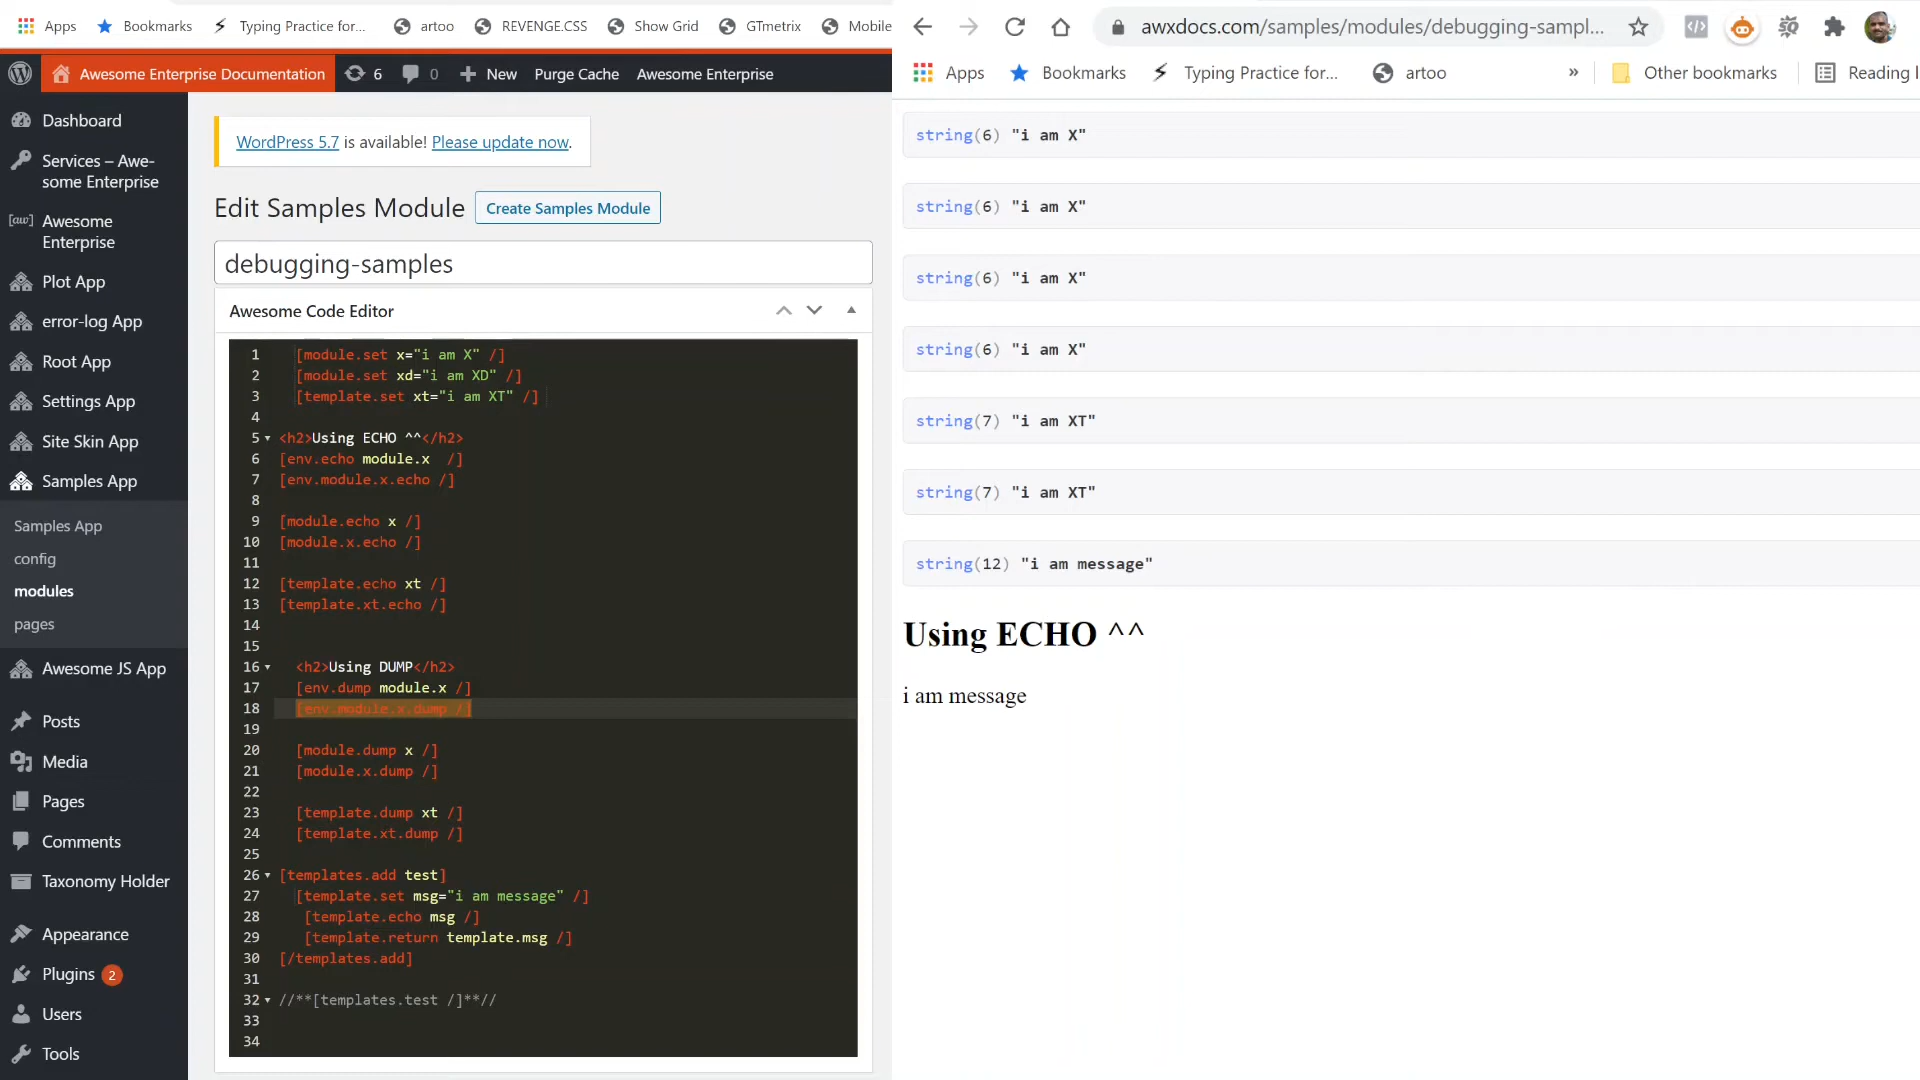 Apps Bookmarks Typing Practice for... artoo REVENGE.CSS Show Grid GTmetrix Mobile
Awesome Enterprise Documentation 6 0 New Purge Cache Awesome Enterprise
Dashboard
Services – Awe-
some Enterprise
[aw] Awesome
Enterprise
Plot App
error-log App
Root App
Settings App
Site Skin App
Samples App
Samples App
config
modules
pages
Awesome JS App
Posts
Media
Pages
Comments
Taxonomy Holder
Appearance
Plugins 2
Users
Tools
WordPress 5.7 is available! Please update now.
Edit Samples Module Create Samples Module
debugging-samples
Awesome Code Editor
1 [module.set x="i am X" /]
2 [module.set xd="i am XD" /]
3 [template.set xt="i am XT" /]
4
5 <h2>Using ECHO ^^</h2>
6 [env.echo module.x /]
7 [env.module.x.echo /]
8
9 [module.echo x /]
10 [module.x.echo /]
11
12 [template.echo xt /]
13 [template.xt.echo /]
14
15
16 <h2>Using DUMP</h2>
17 [env.dump module.x /]
18 [env.module.x.dump /]
19
20 [module.dump x /]
21 [module.x.dump /]
22
23 [template.dump xt /]
24 [template.xt.dump /]
25
26 [templates.add test]
27 [template.set msg="i am message" /]
28 [template.echo msg /]
29 [template.return template.msg /]
30 [/templates.add]
31
32 //**[templates.test /]**//
33
34
awxdocs.com/samples/modules/debugging-sampl...
Apps Bookmarks Typing Practice for... artoo » Other bookmarks Reading l
string(6) "i am X"
string(6) "i am X"
string(6) "i am X"
string(6) "i am X"
string(7) "i am XT"
string(7) "i am XT"
string(12) "i am message"
Using ECHO ^^
i am message